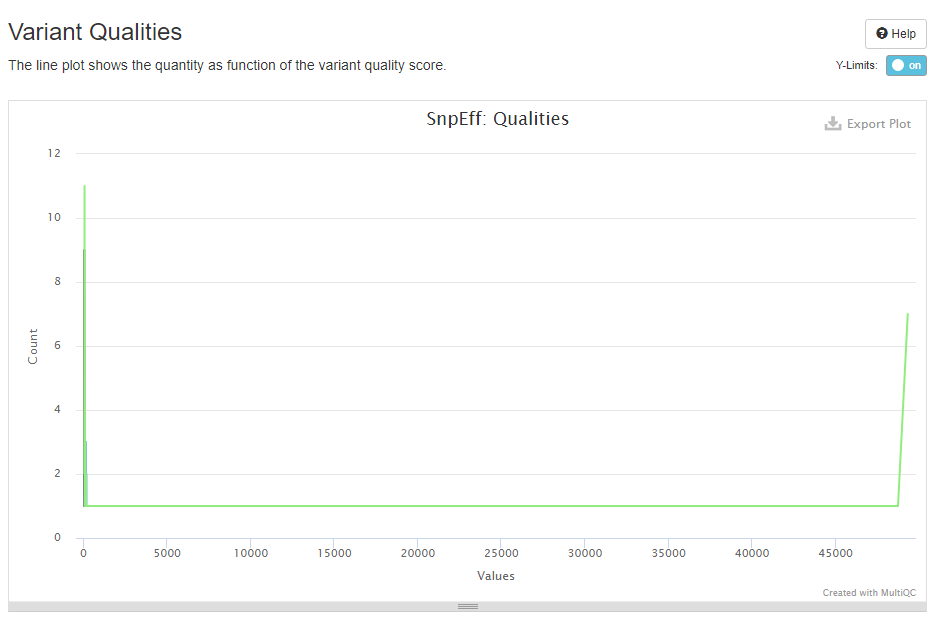 Variant Qualities
Help
The line plot shows the quantity as function of the variant quality score.
Y-Limits: on
SnpEff: Qualities
Export Plot
12
10
8
6
4
2
0
Count
0 5000 10000 15000 20000 25000 30000 35000 40000 45000
Values
Created with MultiQC